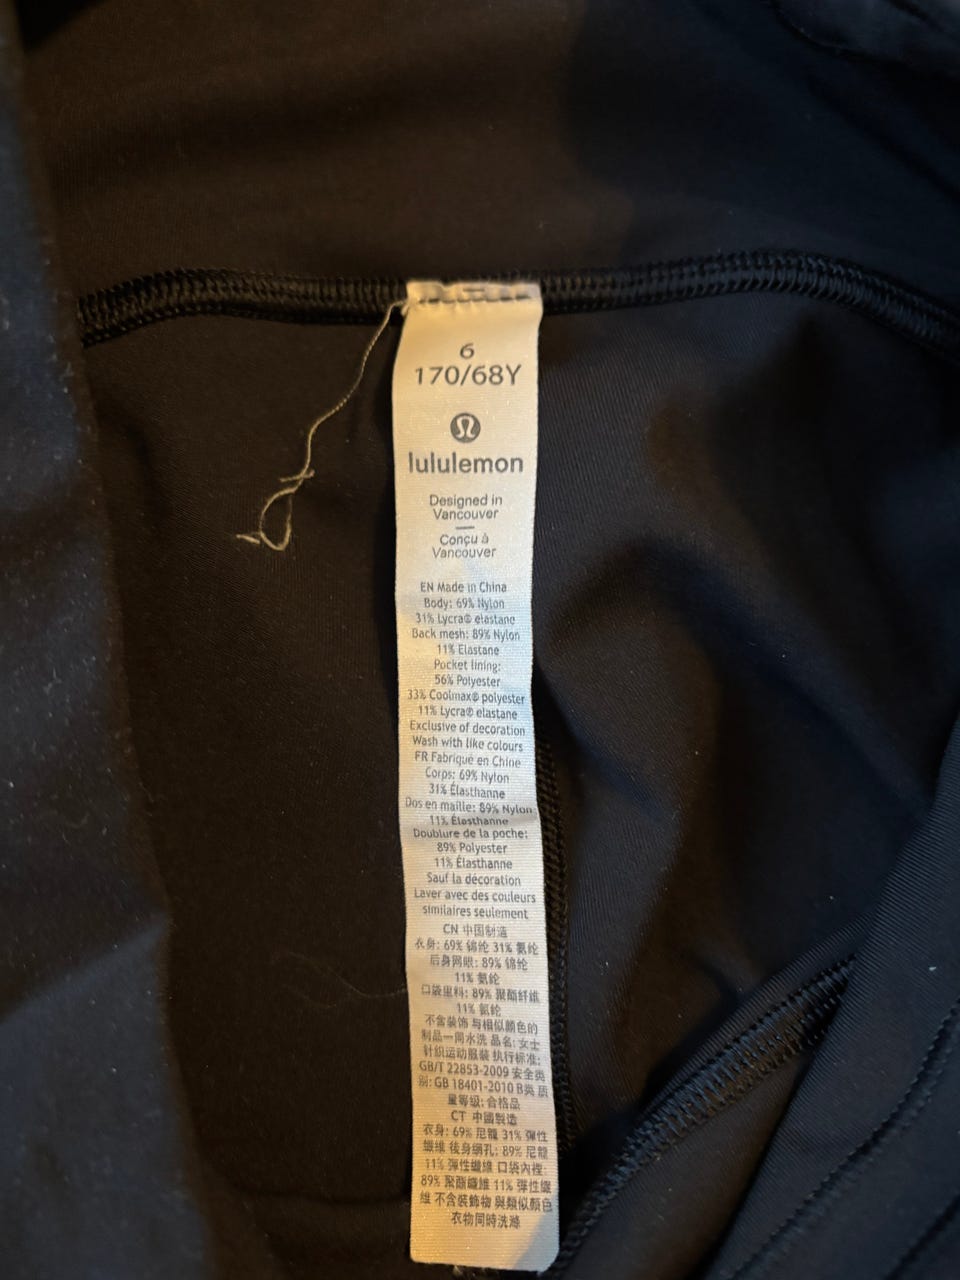 6
170/68Y
lululemon
Designed in
Vancouver
Conçu à
Vancouver
EN Made in China
Body: 69% Nylon
31% Lycra® elastane
Back mesh: 89% Nylon
11% Elastane
Pocket lining:
56% Polyester
33% Coolmax® polyester
11% Lycra® elastane
Exclusive of decoration
Wash with like colours
FR Fabriqué en Chine
Corps: 69% Nylon
31% Élasthanne
Dos en maille: 89% Nylon
11% Élasthanne
Doublure de la poche:
89% Polyester
11% Élasthanne
Sauf la décoration
Laver avec des couleurs
similaires seulement
CN 中国制造
衣身: 69% 锦纶 31% 氨纶
后身网眼: 89% 锦纶
11% 氨纶
口袋里料: 89% 聚酯纤维
11% 氨纶
不含装饰 与相似颜色的
制品一同水洗 品名: 女士
针织运动服装 执行标准:
GB/T 22853-2009 安全类
别: GB 18401-2010 B类 质
量等级: 合格品
CT 中國製造
衣身: 69% 尼龍 31% 彈性
纖維 後身網孔: 89% 尼龍
11% 彈性纖維 口袋內裡:
89% 聚酯纖維 11% 彈性纖
維 不含裝飾物 與類似顏色
衣物同時洗滌